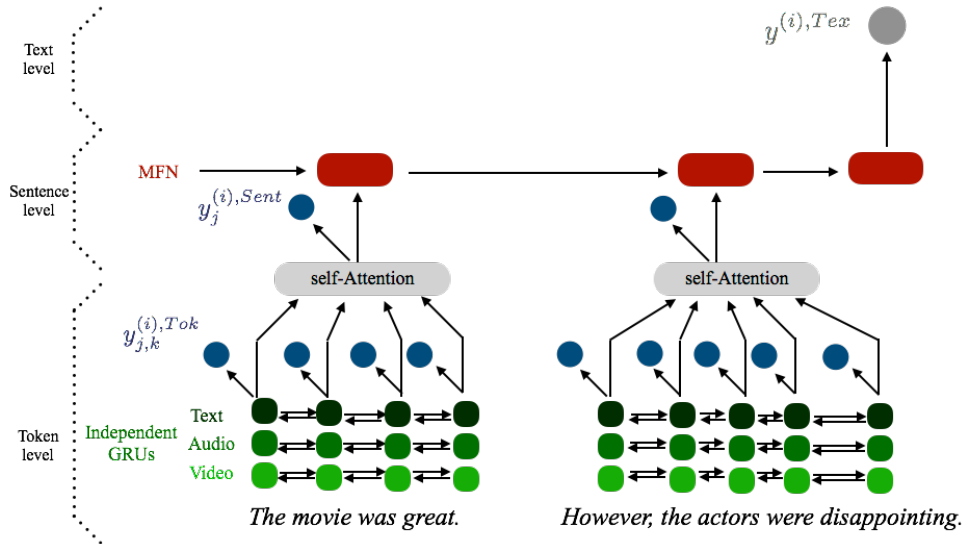 Text
level
y^{(i),Tex}
MFN
Sentence
level
y_j^{(i),Sent}
self-Attention
self-Attention
y_{j,k}^{(i),Tok}
Text
Token
level
Independent
GRUs
Audio
Video
The movie was great.
However, the actors were disappointing.